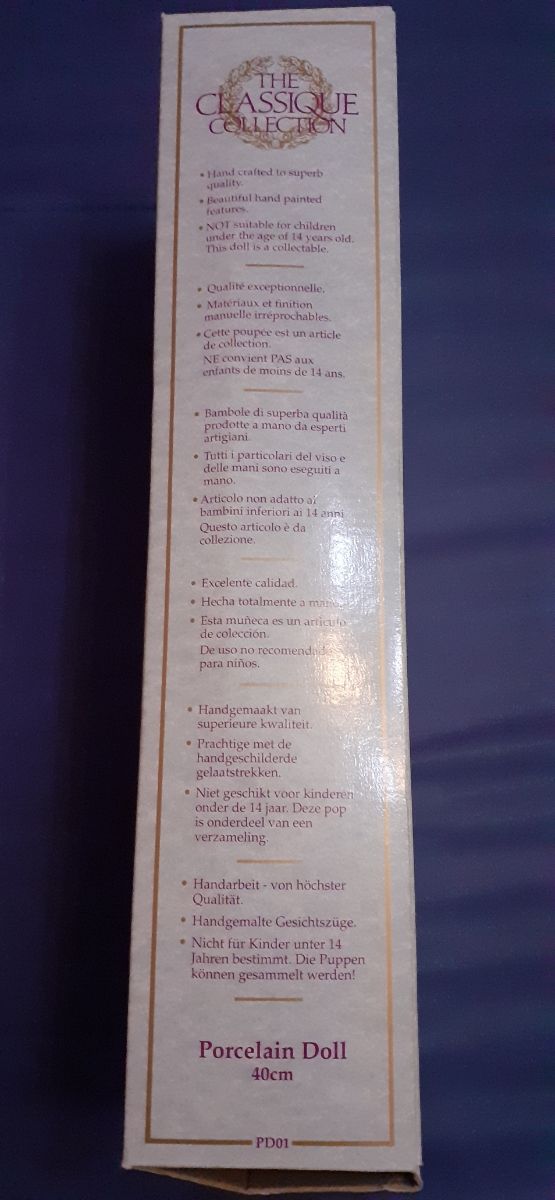 THE
CLASSIQUE
COLLECTION
• Hand crafted to superb
quality.
• Beautiful hand painted
features.
• NOT suitable for children
under the age of 14 years old.
This doll is a collectable.
• Qualité exceptionnelle,
• Matériaux et finition
manuelle irréprochables.
• Cette poupée est un article
de collection.
NE convient PAS aux
enfants de moins de 14 ans.
• Bambole di superba qualità
prodotte a mano da esperti
artigiani.
• Tutti i particolari del viso e
delle mani sono eseguiti a
mano.
• Articolo non adatto ai
bambini inferiori ai 14 anni
Questo articolo è da
collezione.
• Excelente calidad.
• Hecha totalmente a mano.
• Esta muñeca es un artículo
de colección.
De uso no recomendado
para niños.
• Handgemaakt van
superieure kwaliteit.
• Prachtige met de
handgeschilderde
gelaatstrekken.
• Niet geschikt voor kinderen
onder de 14 jaar. Deze pop
is onderdeel van een
verzameling.
• Handarbeit - von höchster
Qualität.
• Handgemalte Gesichtszüge.
• Nicht für Kinder unter 14
Jahren bestimmt. Die Puppen
können gesammelt werden!
Porcelain Doll
40cm
PD01